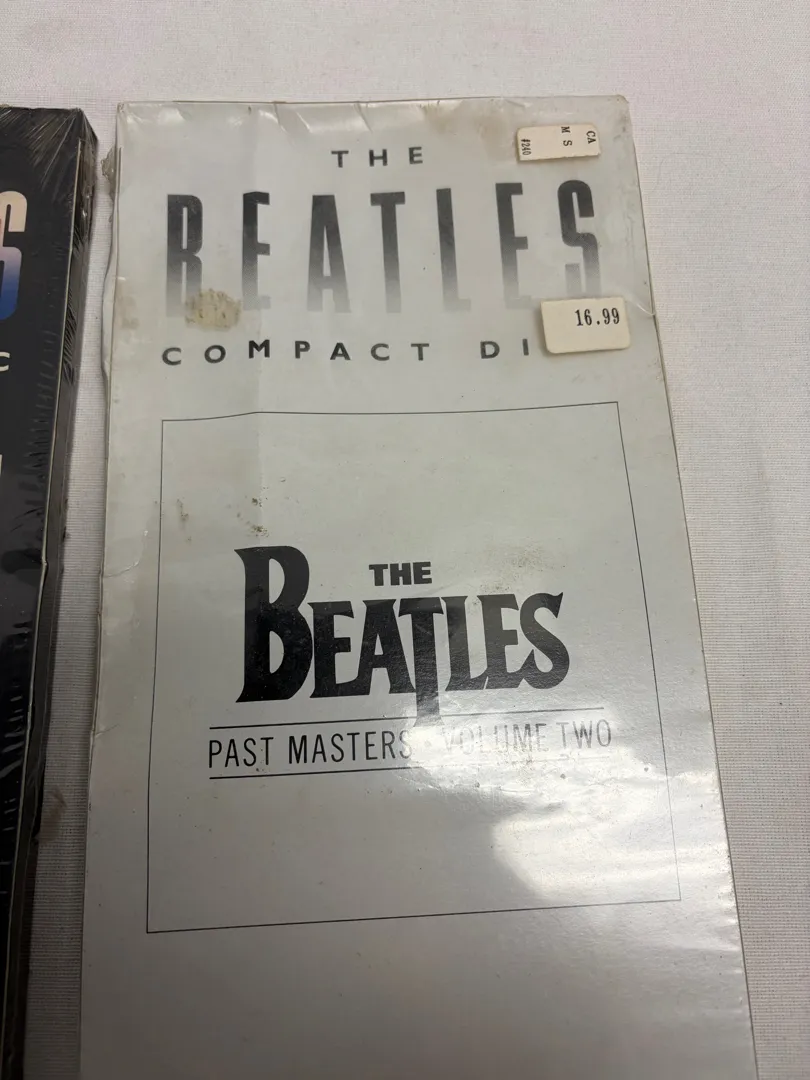 THE
CA
M S
#240
BEATLES
16.99
COMPACT DI
THE
BEATLES
PAST MASTERS · VOLUME TWO
S
C